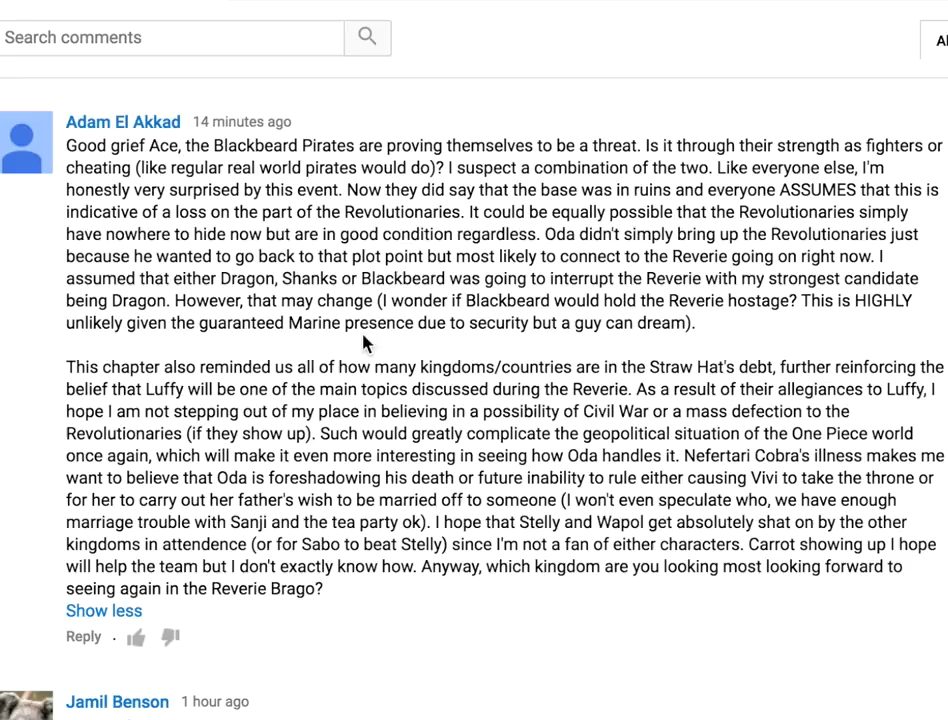 Search comments
Al
Adam El Akkad 14 minutes ago
Good grief Ace, the Blackbeard Pirates are proving themselves to be a threat. Is it through their strength as fighters or
cheating (like regular real world pirates would do)? I suspect a combination of the two. Like everyone else, I'm
honestly very surprised by this event. Now they did say that the base was in ruins and everyone ASSUMES that this is
indicative of a loss on the part of the Revolutionaries. It could be equally possible that the Revolutionaries simply
have nowhere to hide now but are in good condition regardless. Oda didn't simply bring up the Revolutionaries just
because he wanted to go back to that plot point but most likely to connect to the Reverie going on right now. I
assumed that either Dragon, Shanks or Blackbeard was going to interrupt the Reverie with my strongest candidate
being Dragon. However, that may change (I wonder if Blackbeard would hold the Reverie hostage? This is HIGHLY
unlikely given the guaranteed Marine presence due to security but a guy can dream).
This chapter also reminded us all of how many kingdoms/countries are in the Straw Hat's debt, further reinforcing the
belief that Luffy will be one of the main topics discussed during the Reverie. As a result of their allegiances to Luffy, I
hope I am not stepping out of my place in believing in a possibility of Civil War or a mass defection to the
Revolutionaries (if they show up). Such would greatly complicate the geopolitical situation of the One Piece world
once again, which will make it even more interesting in seeing how Oda handles it. Nefertari Cobra's illness makes me
want to believe that Oda is foreshadowing his death or future inability to rule either causing Vivi to take the throne or
for her to carry out her father's wish to be married off to someone (I won't even speculate who, we have enough
marriage trouble with Sanji and the tea party ok). I hope that Stelly and Wapol get absolutely shat on by the other
kingdoms in attendence (or for Sabo to beat Stelly) since I'm not a fan of either characters. Carrot showing up I hope
will help the team but I don't exactly know how. Anyway, which kingdom are you looking most looking forward to
seeing again in the Reverie Brago?
Show less
Reply ·
Jamil Benson 1 hour ago